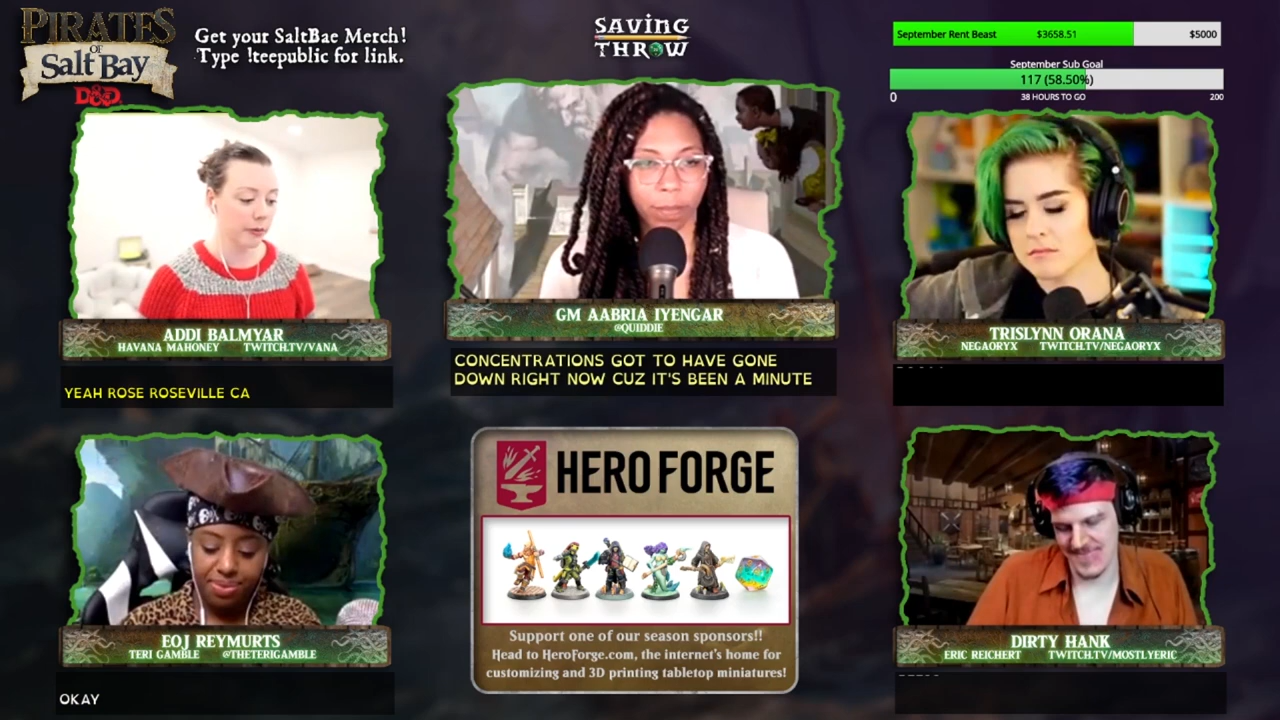 PIRATES
OF
Salt Bay
D&D
Get your SaltBae Merch!
Type !teepublic for link.
SAVING
THROW
September Rent Beast $3658.51 $5000
September Sub Goal
117 (58.50%)
0 38 HOURS TO GO 200
ADDI BALMYAR
HAVANA MAHONEY TWITCH.TV/VANA
YEAH ROSE ROSEVILLE CA
GM AABRIA IYENGAR
@QUIDDIE
CONCENTRATIONS GOT TO HAVE GONE
DOWN RIGHT NOW CUZ IT'S BEEN A MINUTE
TRISLYNN ORANA
NEGAORYX TWITCH.TV/NEGAORYX
EOJ REYMURTS
TERI GAMBLE @THETERIGAMBLE
OKAY
HERO FORGE
Support one of our season sponsors!!
Head to HeroForge.com, the internet's home for
customizing and 3D printing tabletop miniatures!
DIRTY HANK
ERIC REICHERT TWITCH.TV/MOSTLYERIC